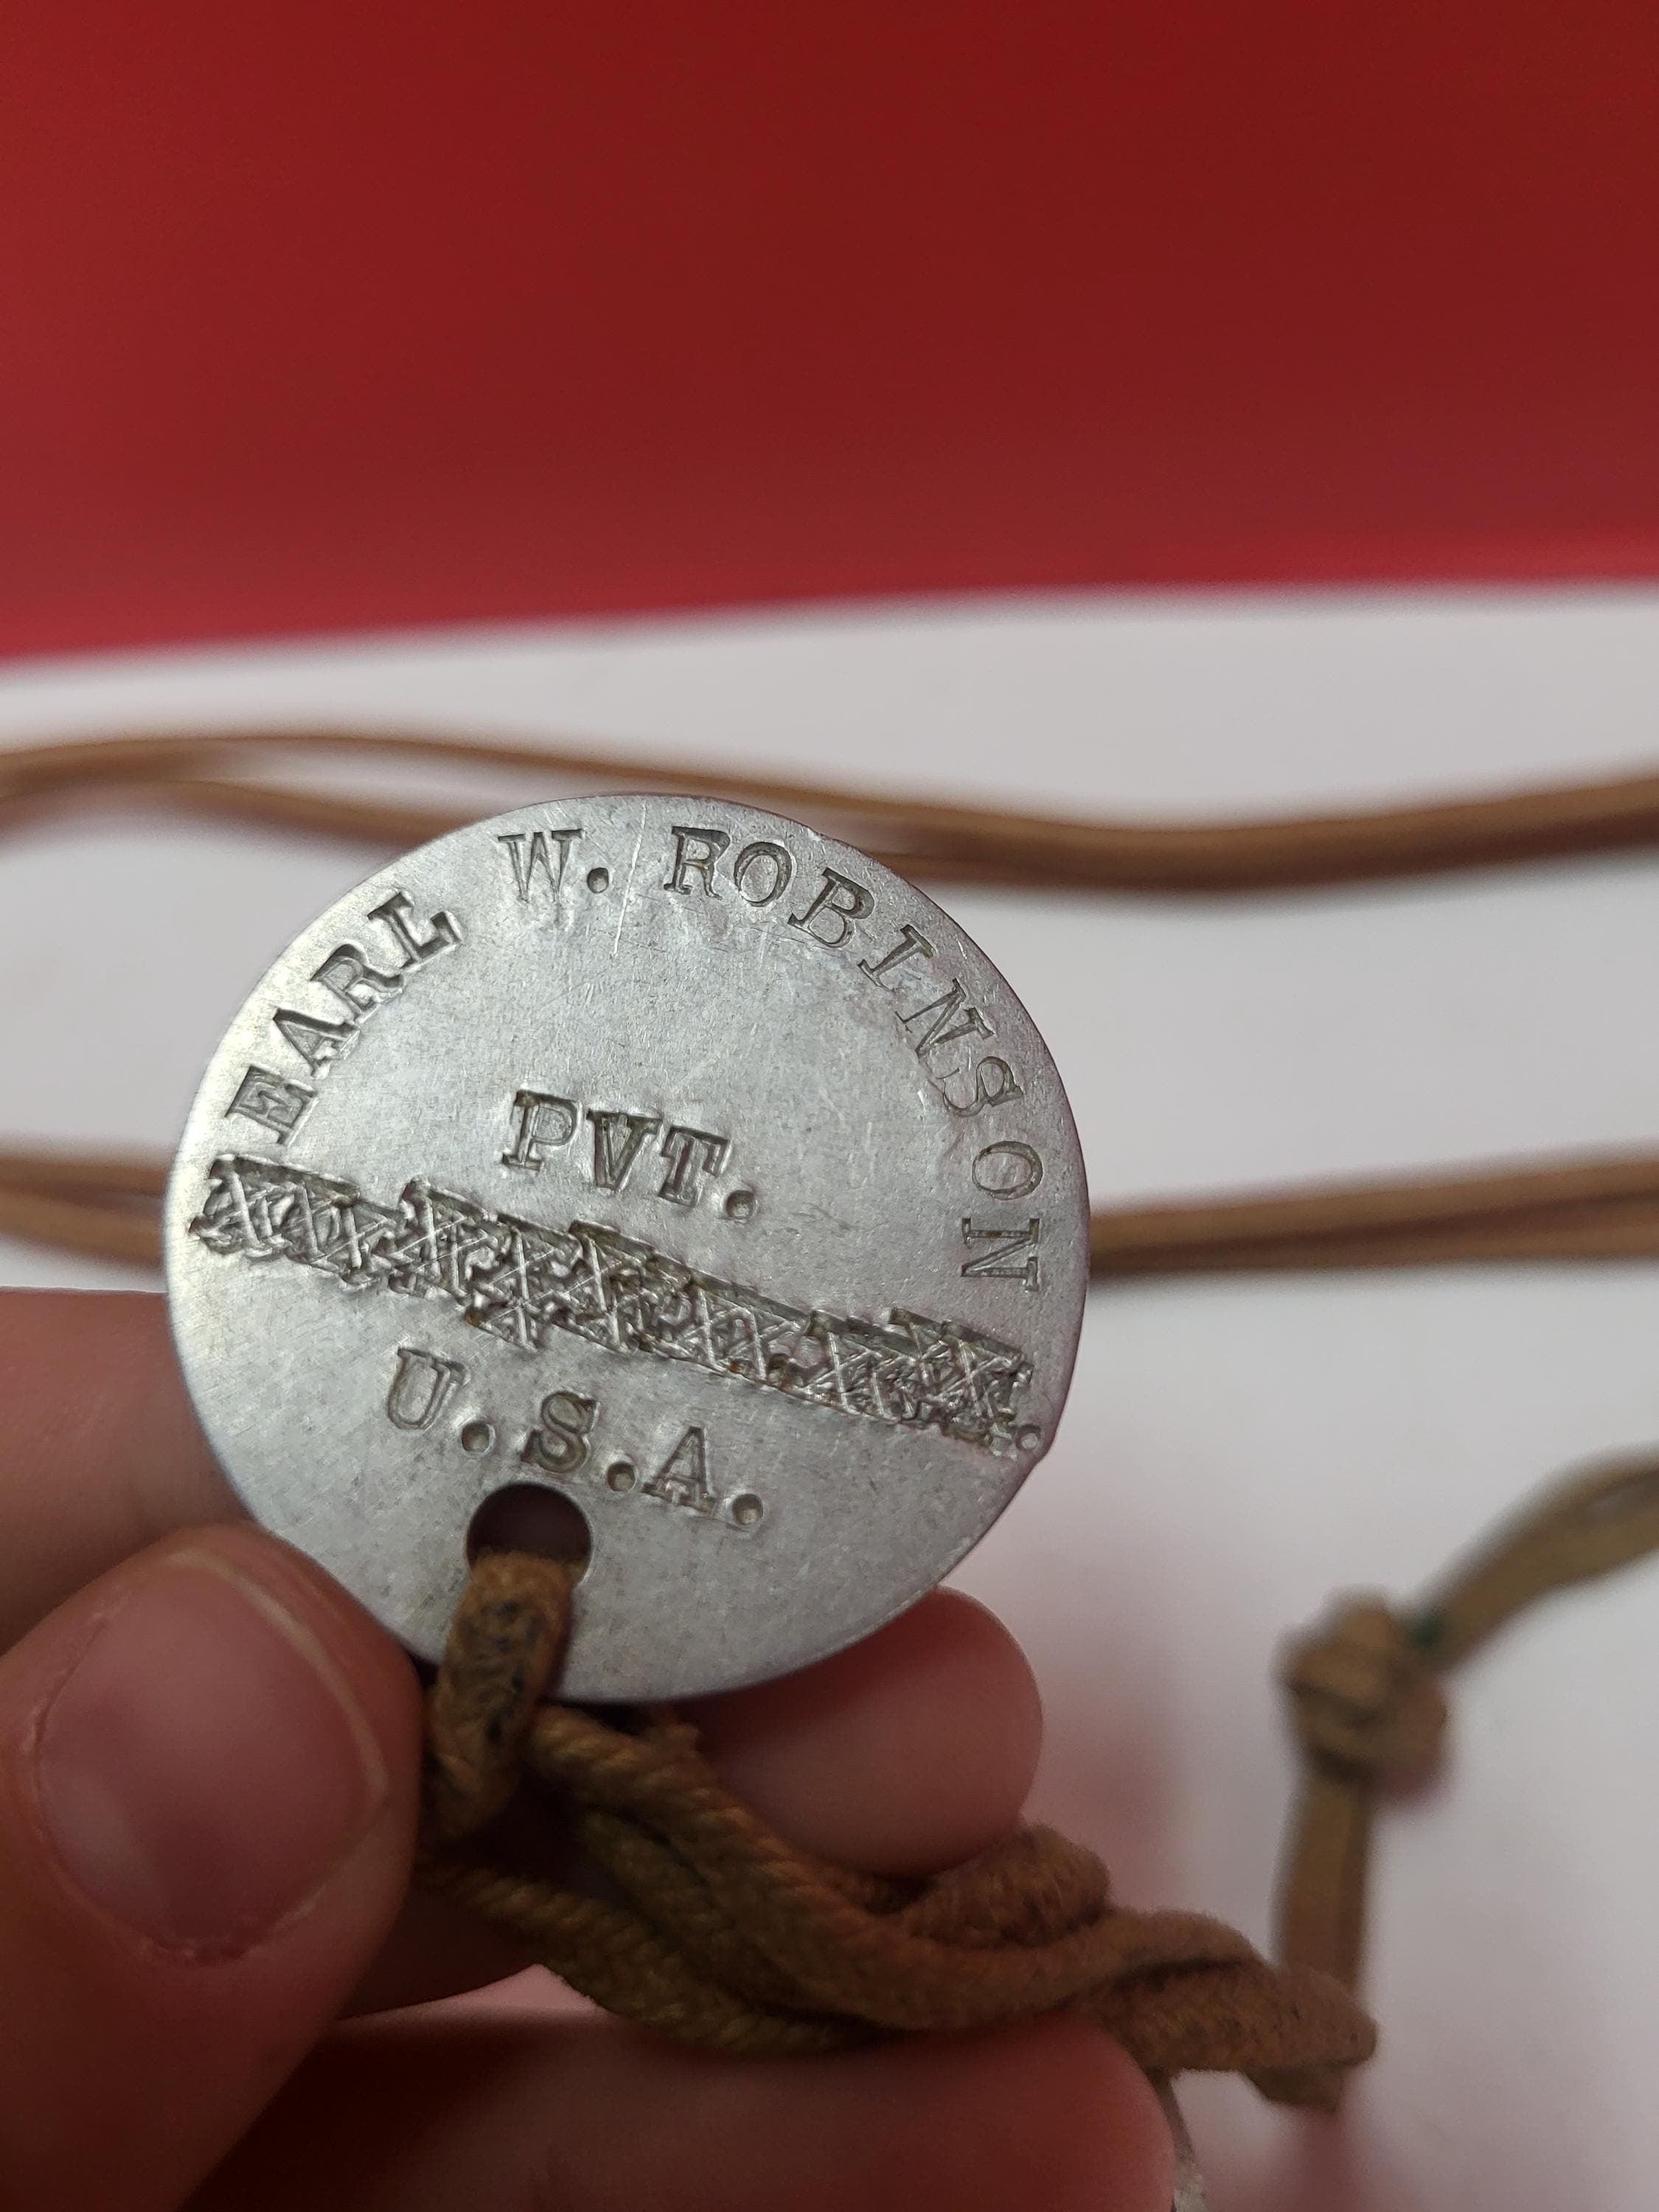 EARL W. ROBINSON
PVT.
U.S.A.